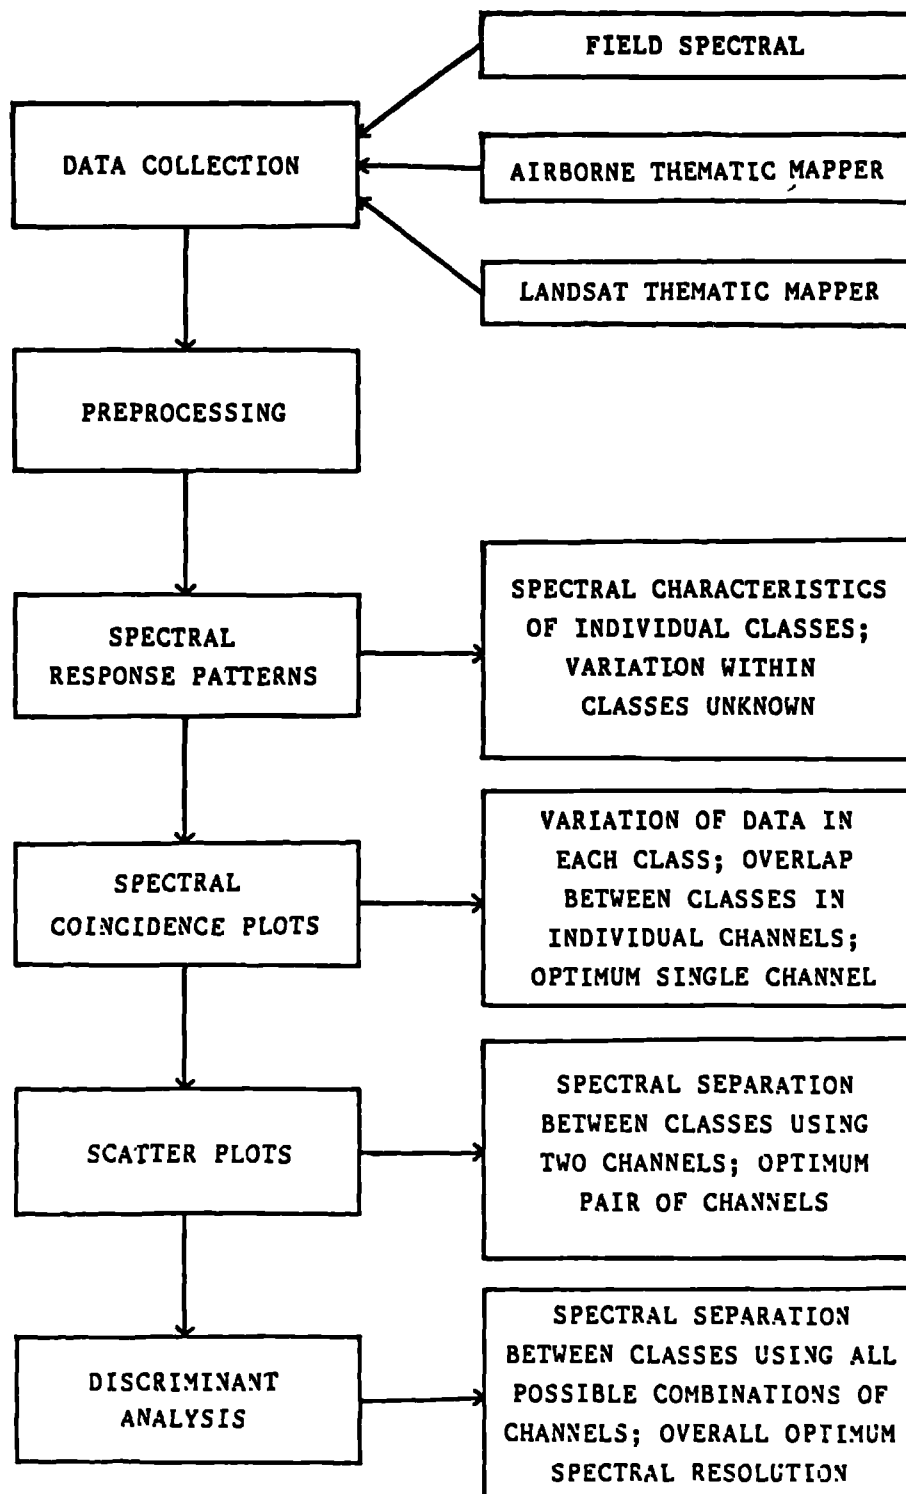 FIELD SPECTRAL
DATA COLLECTION
AIRBORNE THEMATIC MAPPER
LANDSAT THEMATIC MAPPER
PREPROCESSING
SPECTRAL
RESPONSE PATTERNS
SPECTRAL CHARACTERISTICS
OF INDIVIDUAL CLASSES;
VARIATION WITHIN
CLASSES UNKNOWN
SPECTRAL
COINCIDENCE PLOTS
VARIATION OF DATA IN
EACH CLASS; OVERLAP
BETWEEN CLASSES IN
INDIVIDUAL CHANNELS;
OPTIMUM SINGLE CHANNEL
SCATTER PLOTS
SPECTRAL SEPARATION
BETWEEN CLASSES USING
TWO CHANNELS; OPTIMUM
PAIR OF CHANNELS
DISCRIMINANT
ANALYSIS
SPECTRAL SEPARATION
BETWEEN CLASSES USING ALL
POSSIBLE COMBINATIONS OF
CHANNELS; OVERALL OPTIMUM
SPECTRAL RESOLUTION